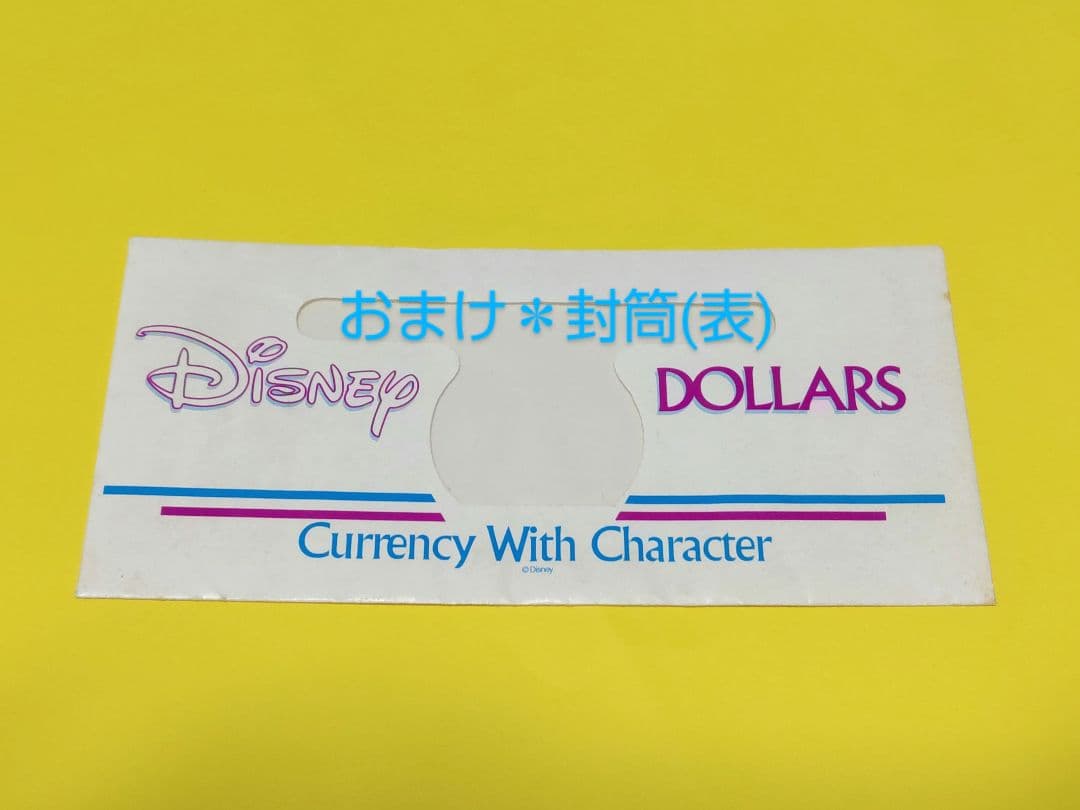 おまけ＊封筒(表)
Disney DOLLARS
Currency With Character
© Disney